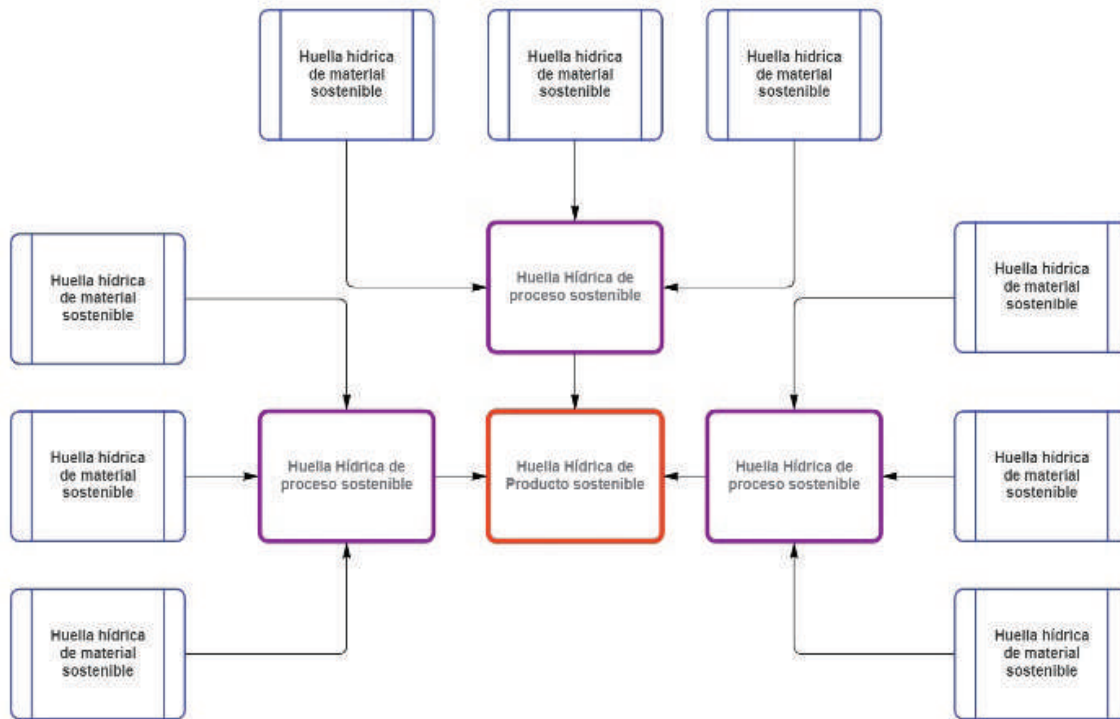 Huella hídrica
de material
sostenible
Huella hídrica
de material
sostenible
Huella hídrica
de material
sostenible
Huella hídrica
de material
sostenible
Huella Hídrica de
proceso sostenible
Huella hídrica
de material
sostenible
Huella hídrica
de material
sostenible
Huella Hídrica de
proceso sostenible
Huella Hídrica de
Producto sostenible
Huella Hídrica de
proceso sostenible
Huella hídrica
de material
sostenible
Huella hídrica
de material
sostenible
Huella hídrica
de material
sostenible